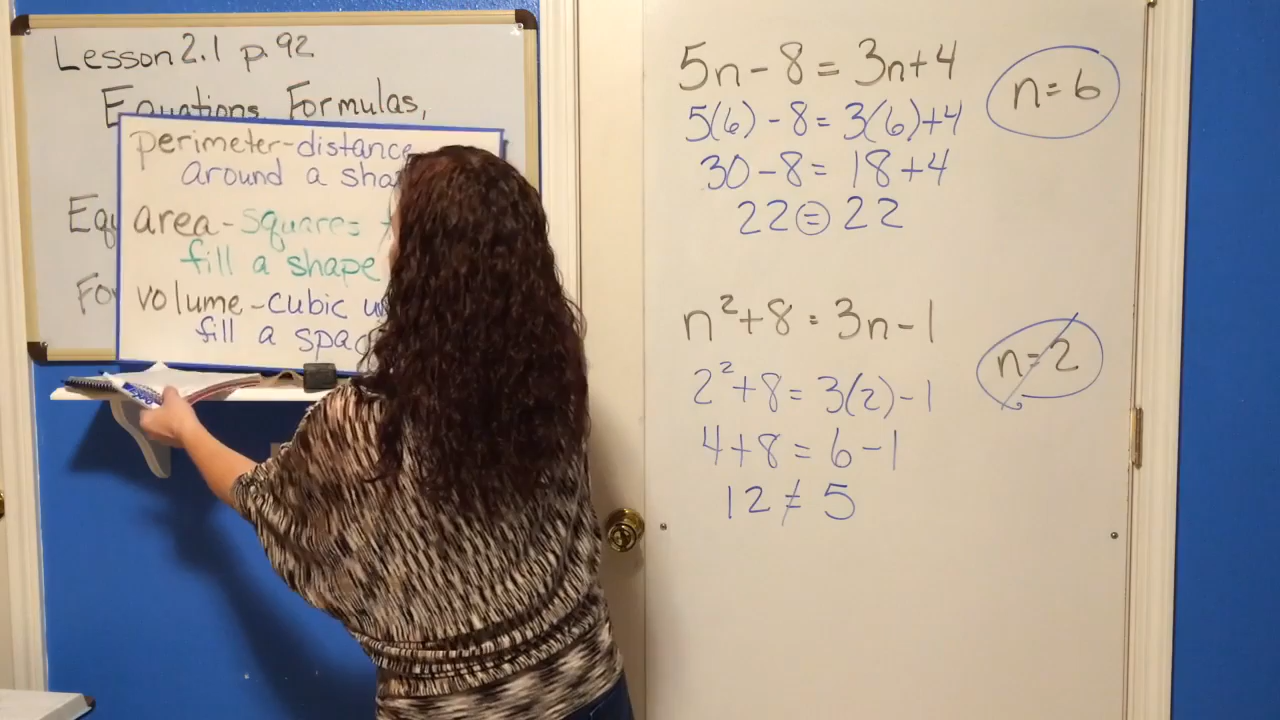 Lesson 2.1 p.92
Equations, Formulas,
perimeter-distance
around a
area-squares
fill a shape
volume-cubic
fill a
5n-8 = 3n+4
n=6
5(6)-8=3(6)+4
30-8= 18+4
22=22
n²+8=3n-1
n=2
2²+8=3(2)-1
4+8=6-1
12≠5